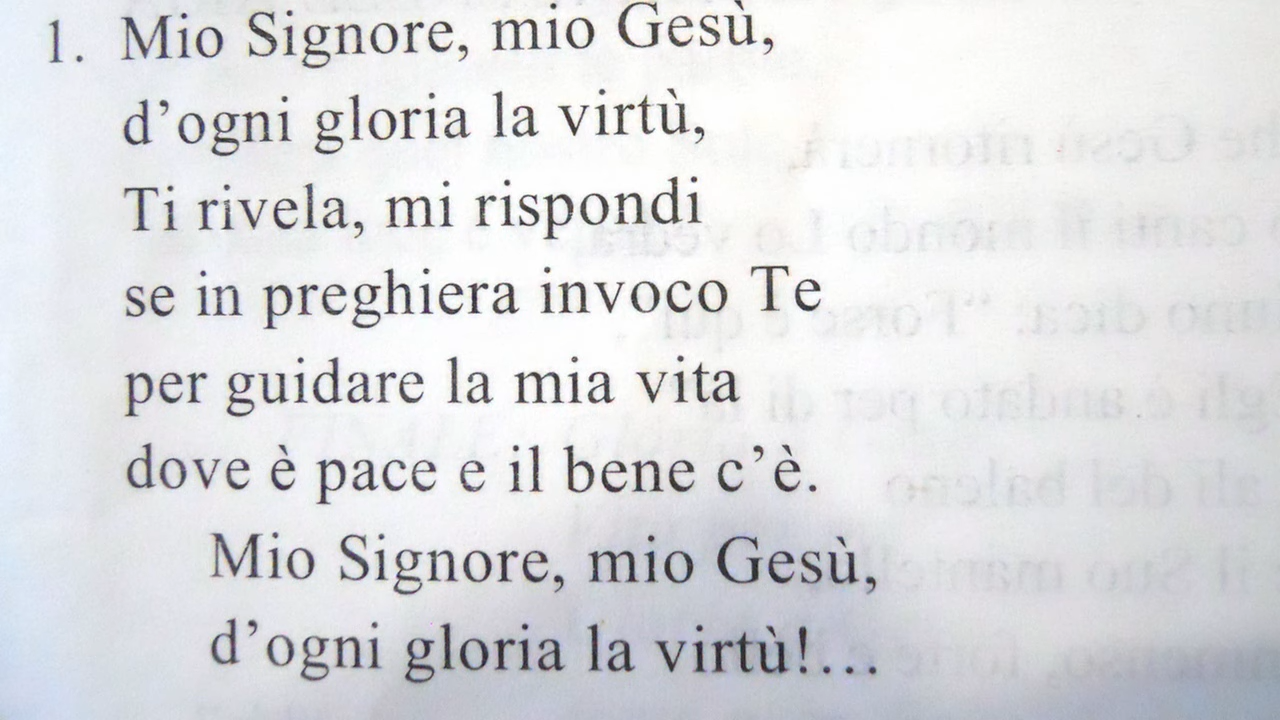 1. Mio Signore, mio Gesù,
d’ogni gloria la virtù,
Ti rivela, mi rispondi
se in preghiera invoco Te
per guidare la mia vita
dove è pace e il bene c’è.
Mio Signore, mio Gesù,
d’ogni gloria la virtù!...